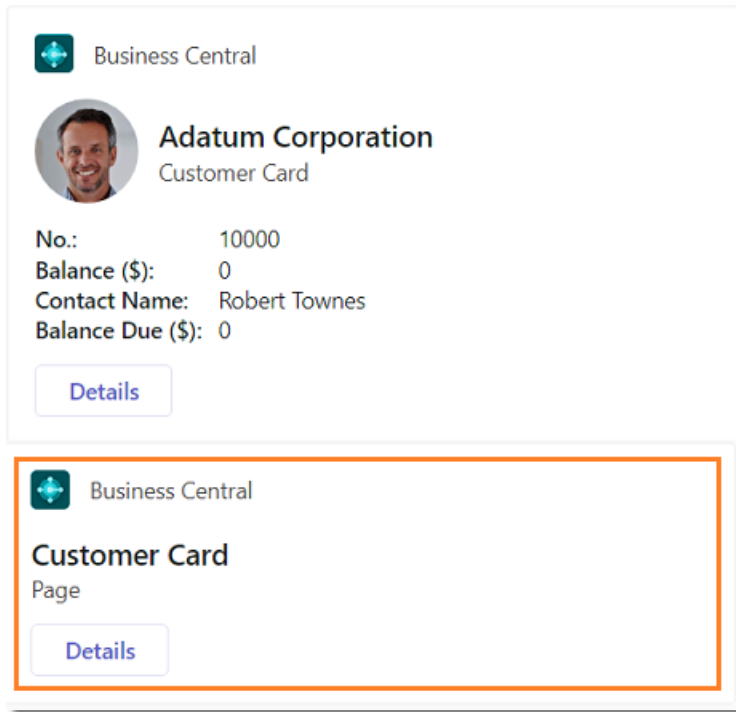 Business Central
Adatum Corporation
Customer Card
No.: 10000
Balance ($): 0
Contact Name: Robert Townes
Balance Due ($): 0
Details
Business Central
Customer Card
Page
Details